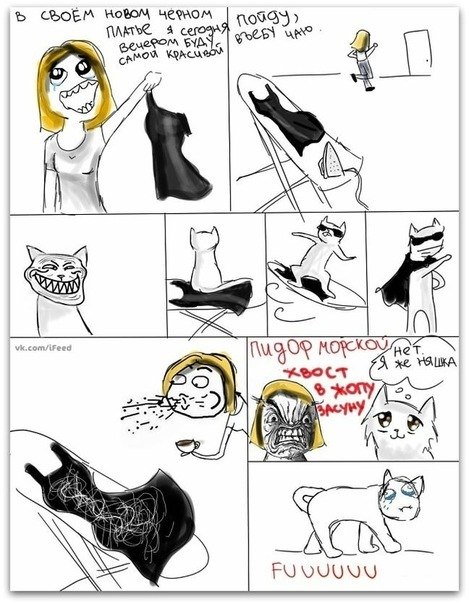 В СВОЁМ НОВОМ ЧЕРНОМ
ПЛАТЬЕ Я СЕГОДНЯ
ВЕЧЕРОМ БУДУ
САМОЙ КРАСИВОЙ
ПОЙДУ,
ВЪЕБУ ЧАЮ.
vk.com/iFeed
ПИДОР МОРСКОЙ
ХВОСТ
В ЖОПУ
ЗАСУНУ
НЕТ.
Я ЖЕ НЯШКА
FUUUUUU